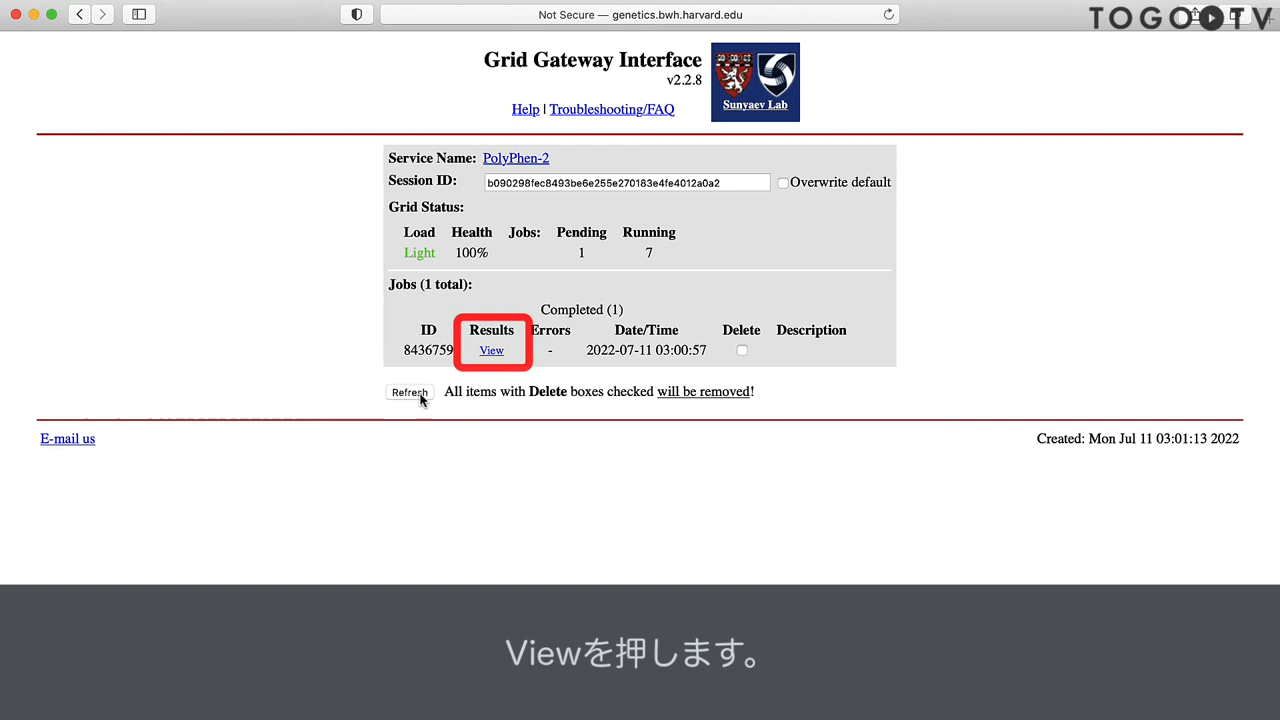 Not Secure — genetics.bwh.harvard.edu
TOGO TV
Grid Gateway Interface
v2.2.8
Help | Troubleshooting/FAQ
Sunyaev Lab
Service Name: PolyPhen-2
Session ID: b090298fec8493be6e255e270183e4fe4012a0a2 Overwrite default
Grid Status:
Load Health Jobs: Pending Running
Light 100% 1 7
Jobs (1 total):
Completed (1)
ID Results Errors Date/Time Delete Description
8436759 View - 2022-07-11 03:00:57
Refresh All items with Delete boxes checked will be removed!
E-mail us Created: Mon Jul 11 03:01:13 2022
Viewを押します。